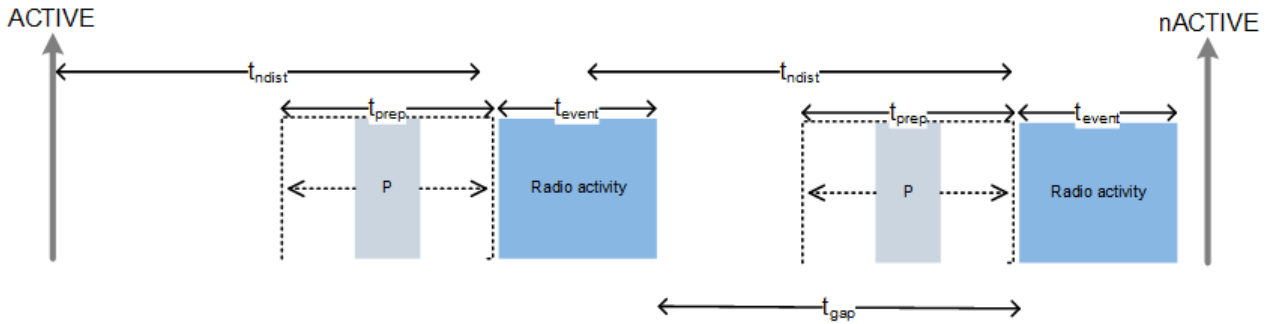 ACTIVE
nACTIVE
tndist
tndist
tprep
tevent
tprep
tevent
P
Radio activity
P
Radio activity
tgap